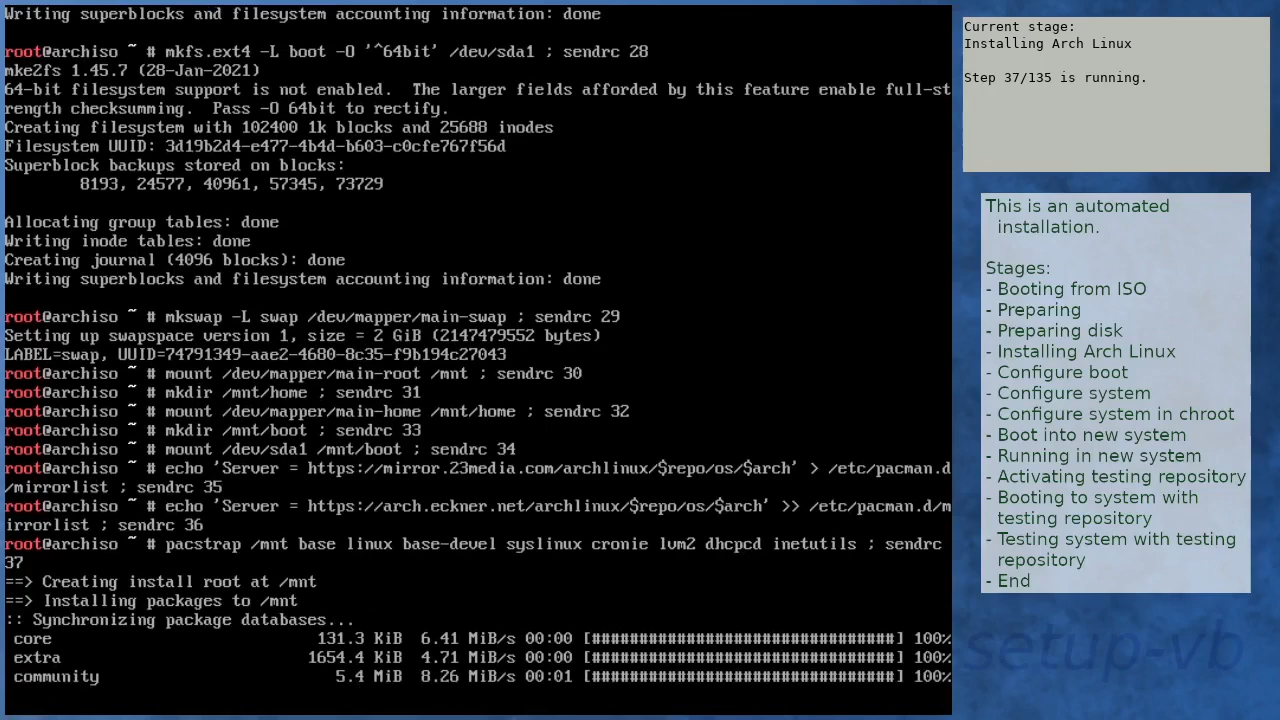 Writing superblocks and filesystem accounting information: done

root@archiso ~ # mkfs.ext4 -L boot -O '^64bit' /dev/sda1 ; sendrc 28
mke2fs 1.45.7 (28-Jan-2021)
64-bit filesystem support is not enabled.  The larger fields afforded by this feature enable full-st
rength checksumming.  Pass -O 64bit to rectify.
Creating filesystem with 102400 1k blocks and 25688 inodes
Filesystem UUID: 3d19b2d4-e477-4b4d-b603-c0cfe767f56d
Superblock backups stored on blocks:
        8193, 24577, 40961, 57345, 73729

Allocating group tables: done
Writing inode tables: done
Creating journal (4096 blocks): done
Writing superblocks and filesystem accounting information: done

root@archiso ~ # mkswap -L swap /dev/mapper/main-swap ; sendrc 29
Setting up swapspace version 1, size = 2 GiB (2147479552 bytes)
LABEL=swap, UUID=74791349-aae2-4680-8c35-f9b194c27043
root@archiso ~ # mount /dev/mapper/main-root /mnt ; sendrc 30
root@archiso ~ # mkdir /mnt/home ; sendrc 31
root@archiso ~ # mount /dev/mapper/main-home /mnt/home ; sendrc 32
root@archiso ~ # mkdir /mnt/boot ; sendrc 33
root@archiso ~ # mount /dev/sda1 /mnt/boot ; sendrc 34
root@archiso ~ # echo 'Server = https://mirror.23media.com/archlinux/$repo/os/$arch' > /etc/pacman.d
/mirrorlist ; sendrc 35
root@archiso ~ # echo 'Server = https://arch.eckner.net/archlinux/$repo/os/$arch' >> /etc/pacman.d/m
irrorlist ; sendrc 36
root@archiso ~ # pacstrap /mnt base linux base-devel syslinux cronie lvm2 dhcpcd inetutils ; sendrc
37
==> Creating install root at /mnt
==> Installing packages to /mnt
:: Synchronizing package databases...
 core                            131.3 KiB  6.41 MiB/s 00:00 [################################] 100%
 extra                          1654.4 KiB  4.71 MiB/s 00:00 [################################] 100%
 community                         5.4 MiB  8.26 MiB/s 00:01 [################################] 100%
Current stage:
Installing Arch Linux

Step 37/135 is running.
This is an automated
installation.

Stages:
- Booting from ISO
- Preparing
- Preparing disk
- Installing Arch Linux
- Configure boot
- Configure system
- Configure system in chroot
- Boot into new system
- Running in new system
- Activating testing repository
- Booting to system with
testing repository
- Testing system with testing
repository
- End
setup-vb